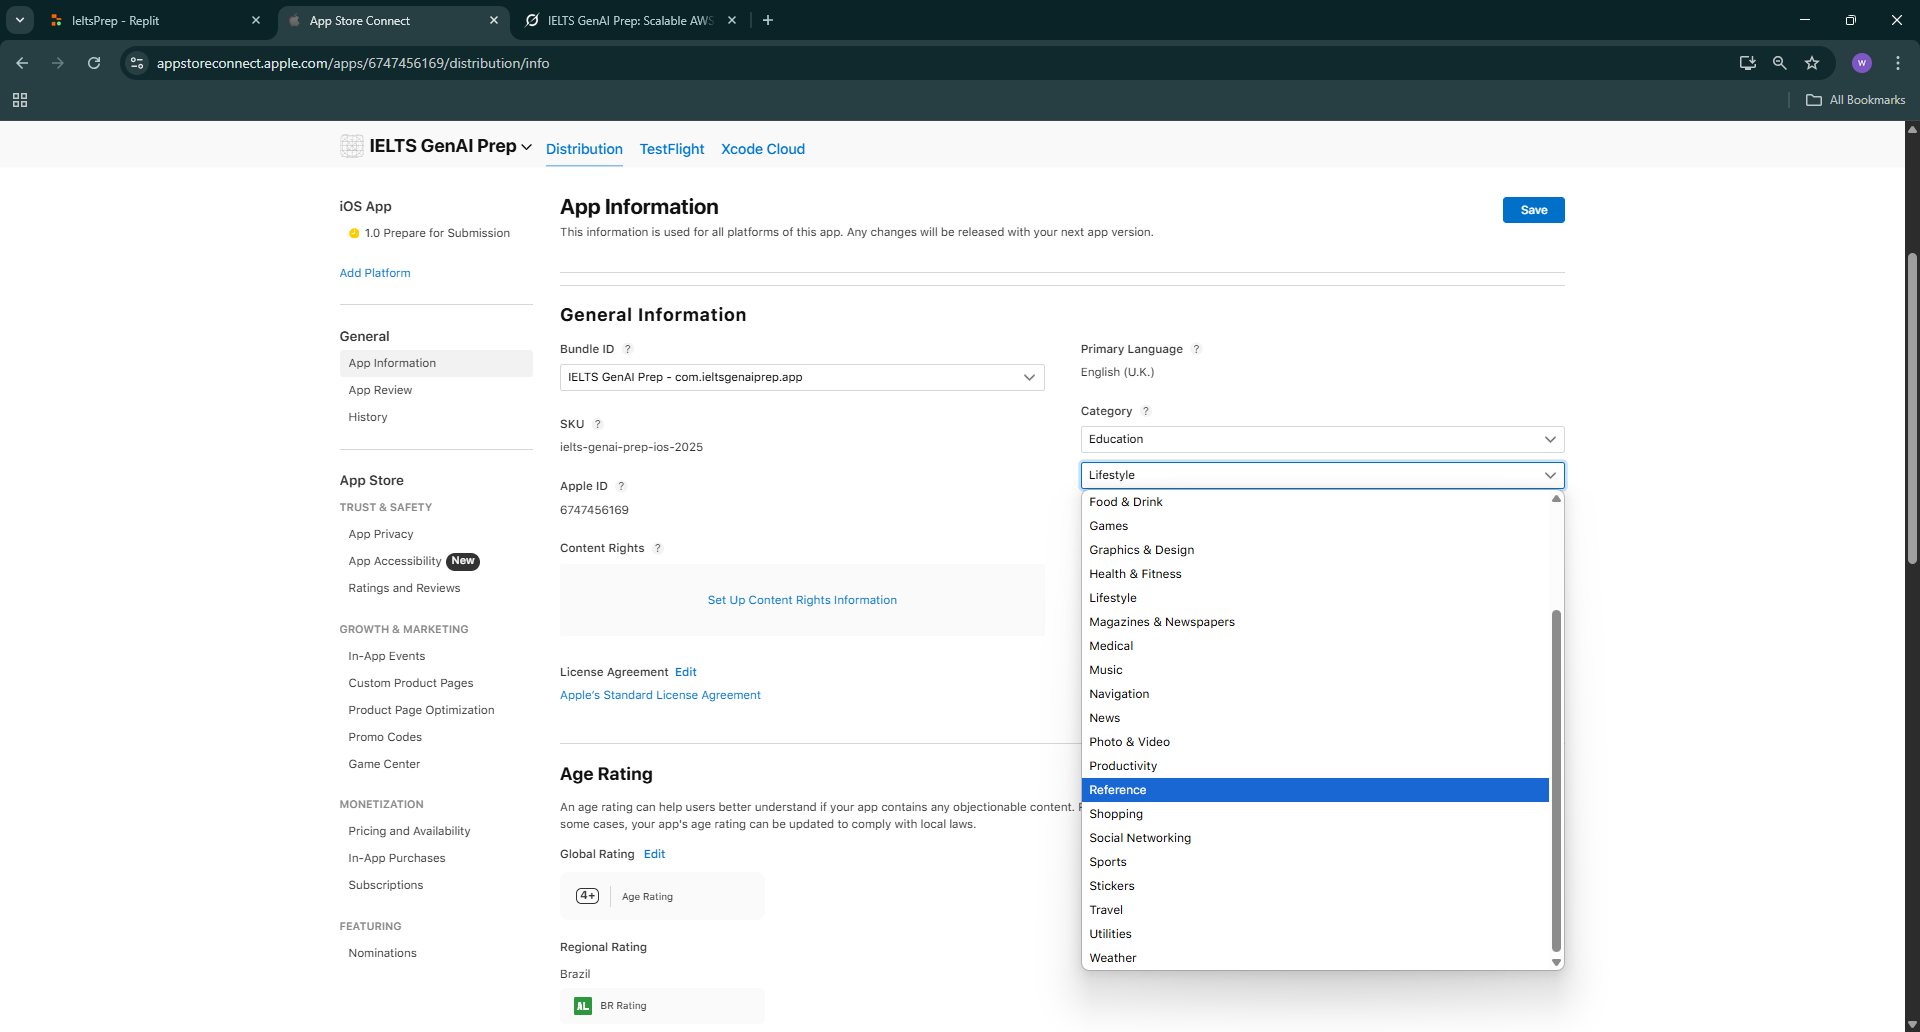 IeltsPrep - Replit
App Store Connect
IELTS GenAI Prep: Scalable AWS
appstoreconnect.apple.com/apps/6747456169/distribution/info
W
All Bookmarks
IELTS GenAI Prep
Distribution
TestFlight
Xcode Cloud
iOS App
1.0 Prepare for Submission
Add Platform
General
App Information
App Review
History
App Store
TRUST & SAFETY
App Privacy
App Accessibility New
Ratings and Reviews
GROWTH & MARKETING
In-App Events
Custom Product Pages
Product Page Optimization
Promo Codes
Game Center
MONETIZATION
Pricing and Availability
In-App Purchases
Subscriptions
FEATURING
Nominations
App Information
Save
This information is used for all platforms of this app. Any changes will be released with your next app version.
General Information
Bundle ID ?
IELTS GenAI Prep - com.ieltsgenaiprep.app
SKU ?
ielts-genai-prep-ios-2025
Apple ID ?
6747456169
Content Rights ?
Set Up Content Rights Information
License Agreement Edit
Apple's Standard License Agreement
Primary Language ?
English (U.K.)
Category ?
Education
Lifestyle
Food & Drink
Games
Graphics & Design
Health & Fitness
Lifestyle
Magazines & Newspapers
Medical
Music
Navigation
News
Photo & Video
Productivity
Reference
Shopping
Social Networking
Sports
Stickers
Travel
Utilities
Weather
Age Rating
An age rating can help users better understand if your app contains any objectionable content.
some cases, your app's age rating can be updated to comply with local laws.
Global Rating Edit
4+ Age Rating
Regional Rating
Brazil
AL BR Rating